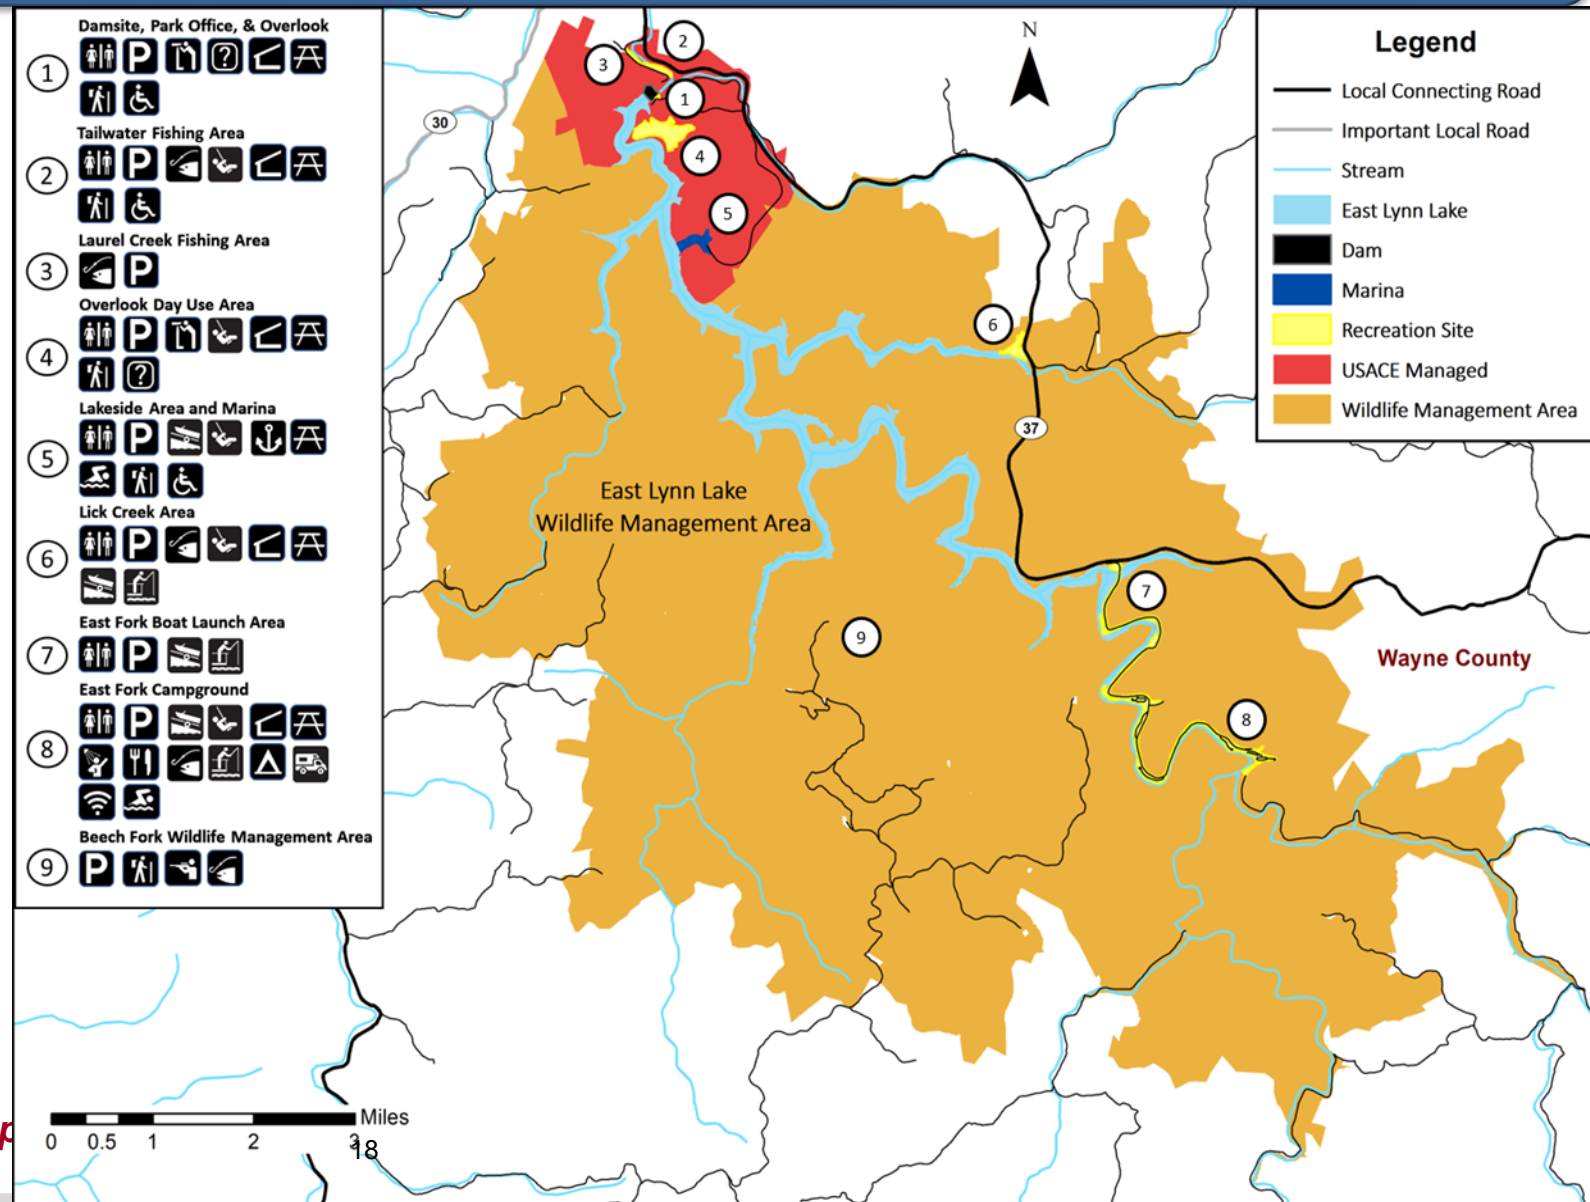 Damsite, Park Office, & Overlook
1
P
?
Tailwater Fishing Area
2
P
Laurel Creek Fishing Area
3
P
Overlook Day Use Area
4
P
?
Lakeside Area and Marina
5
P
Lick Creek Area
6
P
East Fork Boat Launch Area
7
P
East Fork Campground
8
P
Beech Fork Wildlife Management Area
9
P
N
Legend
Local Connecting Road
Important Local Road
Stream
East Lynn Lake
Dam
Marina
Recreation Site
USACE Managed
Wildlife Management Area
2
3
1
30
4
5
6
37
East Lynn Lake
Wildlife Management Area
7
9
Wayne County
8
Miles
0 0.5 1 2 3
18